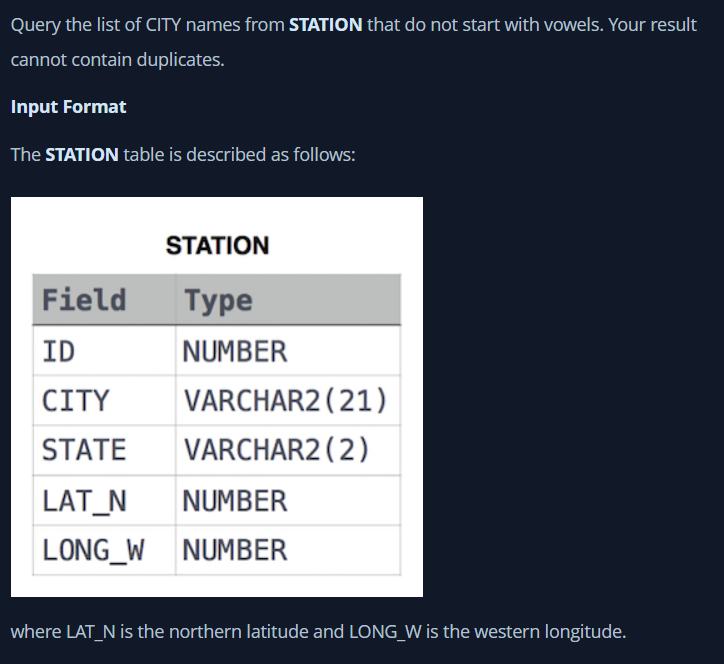 Query the list of CITY names from STATION that do not start with vowels. Your result
cannot contain duplicates.
Input Format
The STATION table is described as follows:
STATION
Field Type
ID NUMBER
CITY VARCHAR2(21)
STATE VARCHAR2(2)
LAT_N NUMBER
LONG_W NUMBER
where LAT_N is the northern latitude and LONG_W is the western longitude.